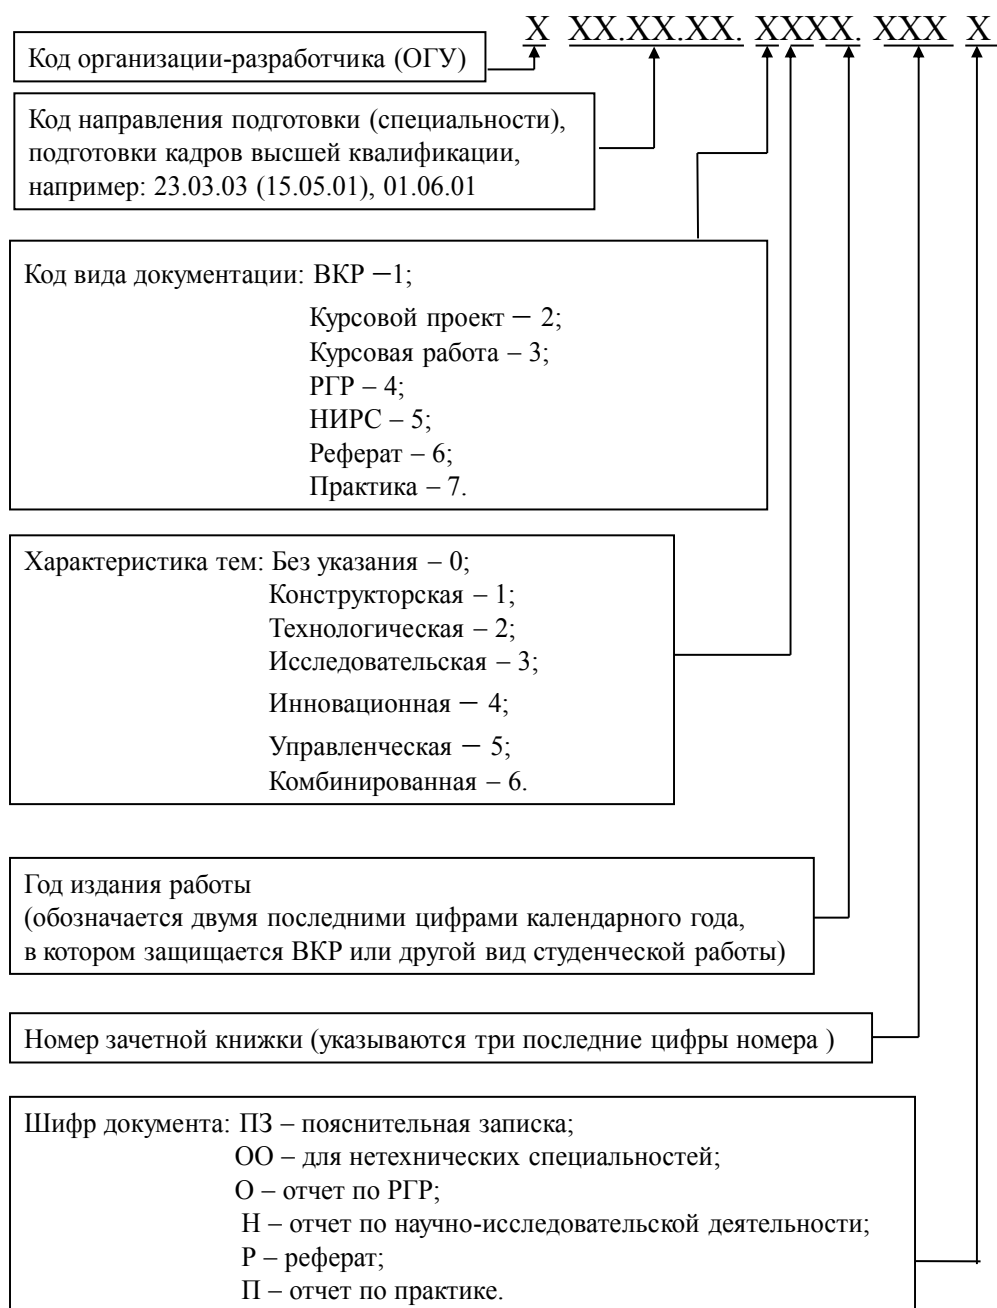 Х ХХ.ХХ.ХХ. ХХХХ. ХХХ Х
Код организации-разработчика (ОГУ)
Код направления подготовки (специальности),
подготовки кадров высшей квалификации,
например: 23.03.03 (15.05.01), 01.06.01
Код вида документации: ВКР —1;
Курсовой проект — 2;
Курсовая работа – 3;
РГР – 4;
НИРС – 5;
Реферат – 6;
Практика – 7.
Характеристика тем: Без указания – 0;
Конструкторская – 1;
Технологическая – 2;
Исследовательская – 3;
Инновационная — 4;
Управленческая — 5;
Комбинированная – 6.
Год издания работы
(обозначается двумя последними цифрами календарного года,
в котором защищается ВКР или другой вид студенческой работы)
Номер зачетной книжки (указываются три последние цифры номера )
Шифр документа: ПЗ – пояснительная записка;
ОО – для нетехнических специальностей;
О – отчет по РГР;
Н – отчет по научно-исследовательской деятельности;
Р – реферат;
П – отчет по практике.